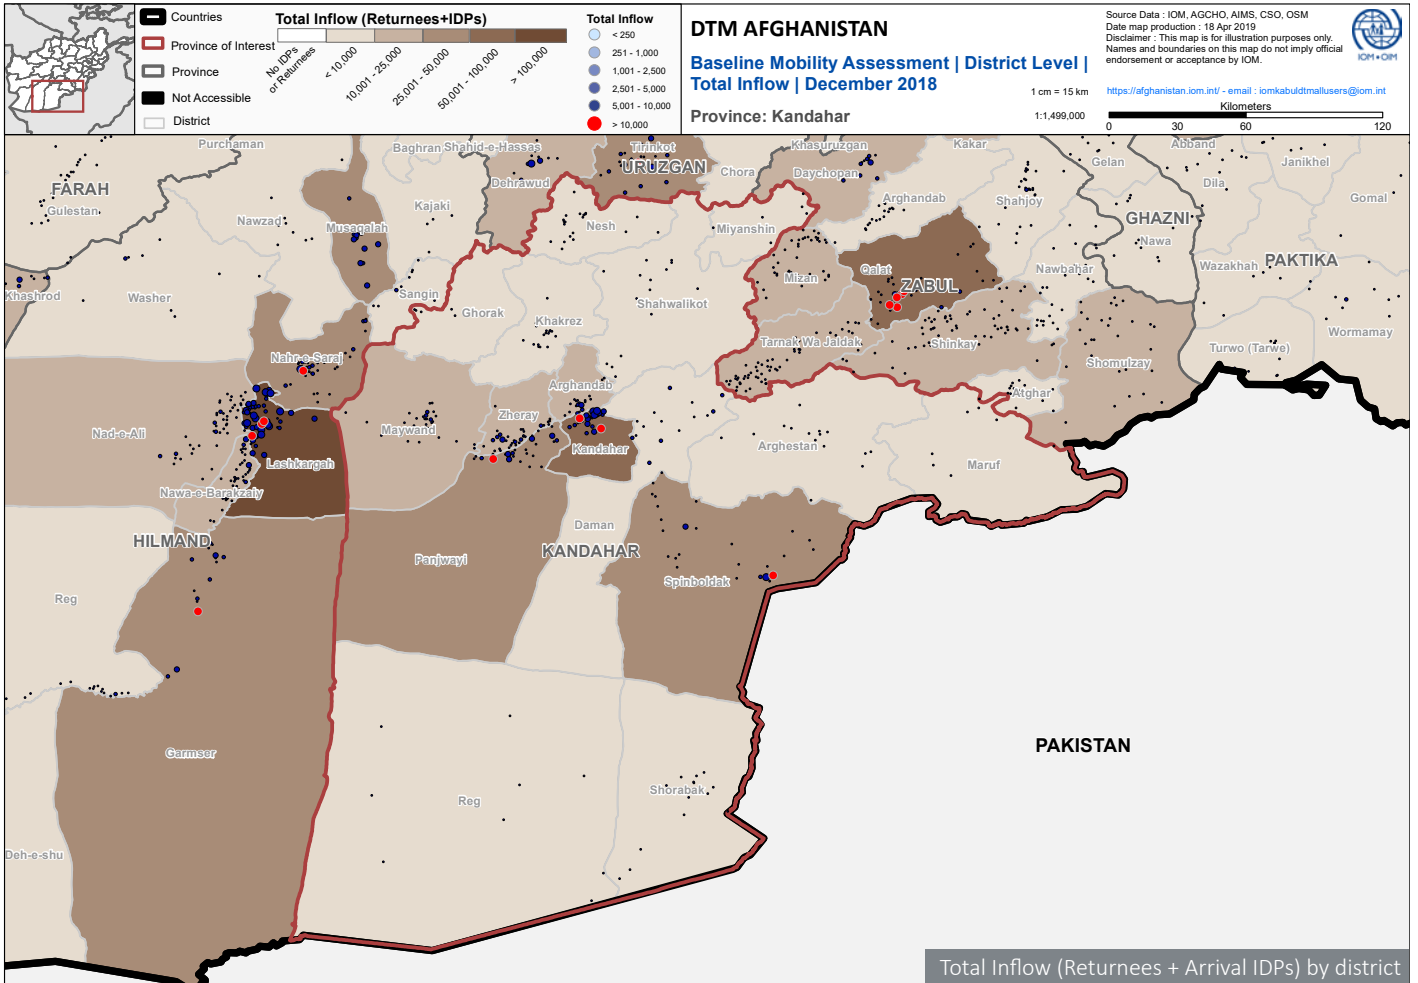 Countries
Province of Interest
Province
Not Accessible
District
Total Inflow (Returnees+IDPs)
No IDPs
or Returnees
< 10,000
10,001 - 25,000
25,001 - 50,000
50,001 - 100,000
> 100,000
Total Inflow
< 250
251 - 1,000
1,001 - 2,500
2,501 - 5,000
5,001 - 10,000
> 10,000
DTM AFGHANISTAN
Baseline Mobility Assessment | District Level |
Total Inflow | December 2018
Province: Kandahar
1 cm = 15 km
1:1,499,000
Source Data : IOM, AGCHO, AIMS, CSO, OSM
Date map production : 18 Apr 2019
Disclaimer : This map is for illustration purposes only.
Names and boundaries on this map do not imply official
endorsement or acceptance by IOM.
https://afghanistan.iom.int/ - email : iomkabuldtmallusers@iom.int
IOM•OIM
Kilometers
0 30 60 120
Purchaman
Baghran
Shahid-e-Hassas
Tirinkot
Khasuruzgan
Kakar
Abband
URUZGAN
Chora
Daychopan
Gelan
Janikhel
FARAH
Dehrawud
Dila
Gulestan
Kajaki
Arghandab
Shahjoy
Gomal
Nawzad
Musaqalah
Nesh
Miyanshin
GHAZNI
Nawa
PAKTIKA
Khashrod
Washer
Sangin
Qalat
Mizan
ZABUL
Nawbahar
Wazakhah
Ghorak
Shahwalikot
Khakrez
Wormamay
Nahr-e-Saraj
Tarnak Wa Jaldak
Shinkay
Shomulzay
Turwo (Tarwe)
Arghandab
Atghar
Nad-e-Ali
Maywand
Zheray
Kandahar
Arghestan
Maruf
Lashkargah
Nawa-e-Barakzaiy
HILMAND
Daman
KANDAHAR
Panjwayi
Spinboldak
Reg
Garmser
Reg
Shorabak
PAKISTAN
Deh-e-shu
Total Inflow (Returnees + Arrival IDPs) by district